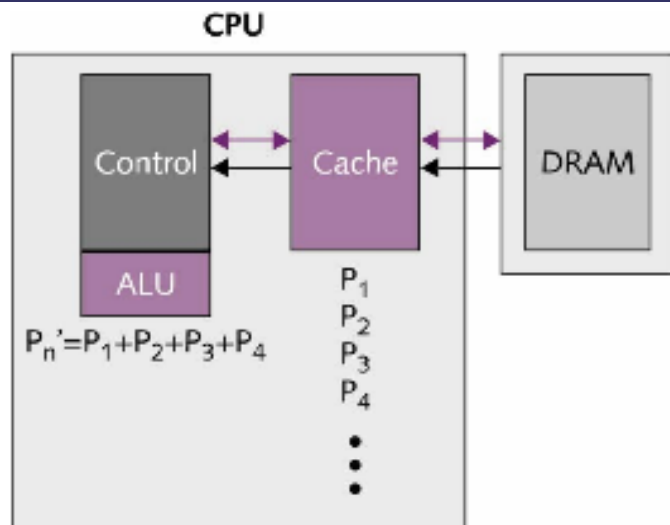 CPU
Control
Cache
DRAM
ALU
Pₙ'=P₁+P₂+P₃+P₄
P₁
P₂
P₃
P₄